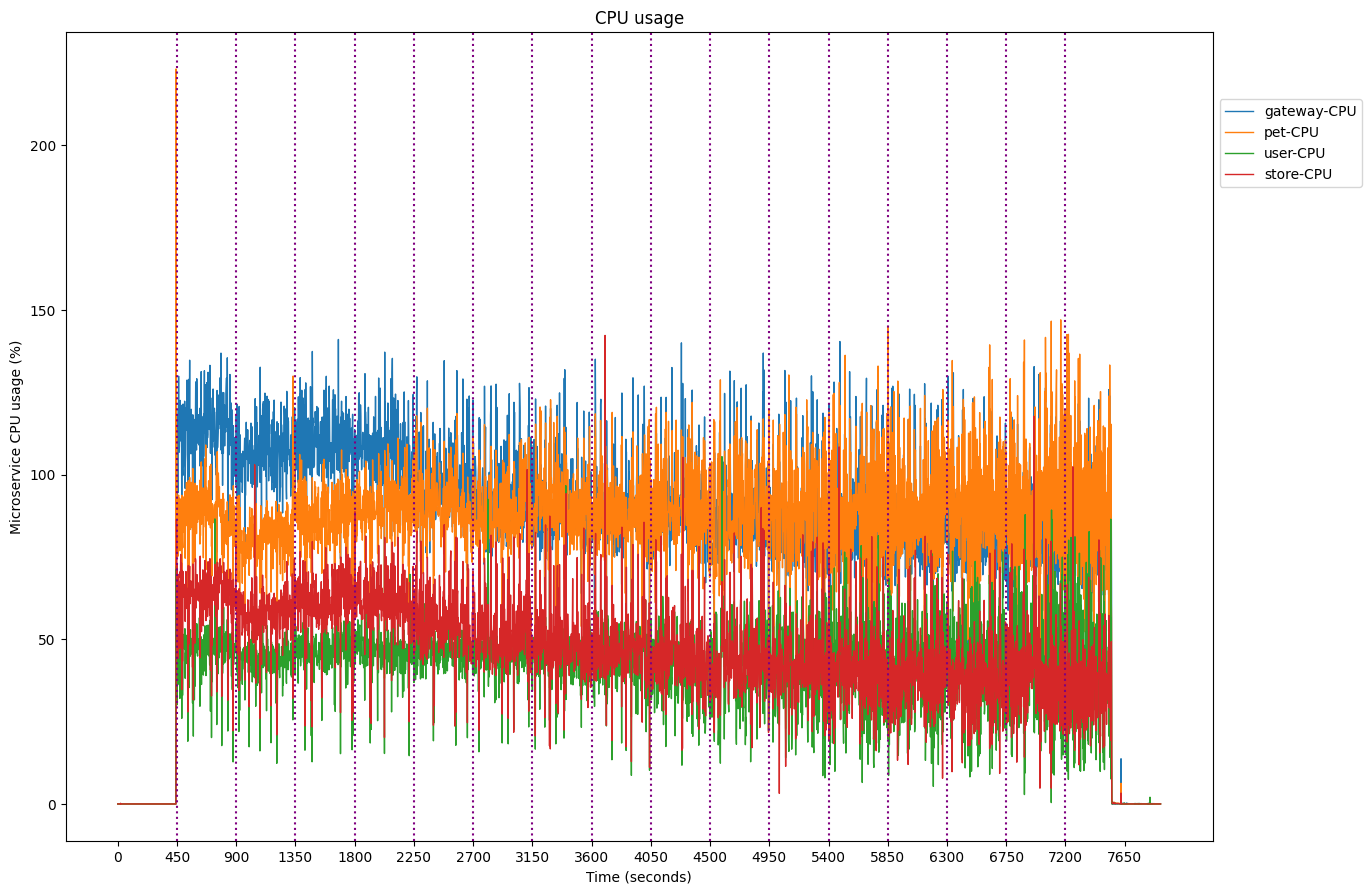 CPU usage
Microservice CPU usage (%)
200
150
100
50
0
0 450 900 1350 1800 2250 2700 3150 3600 4050 4500 4950 5400 5850 6300 6750 7200 7650
Time (seconds)
gateway-CPU
pet-CPU
user-CPU
store-CPU